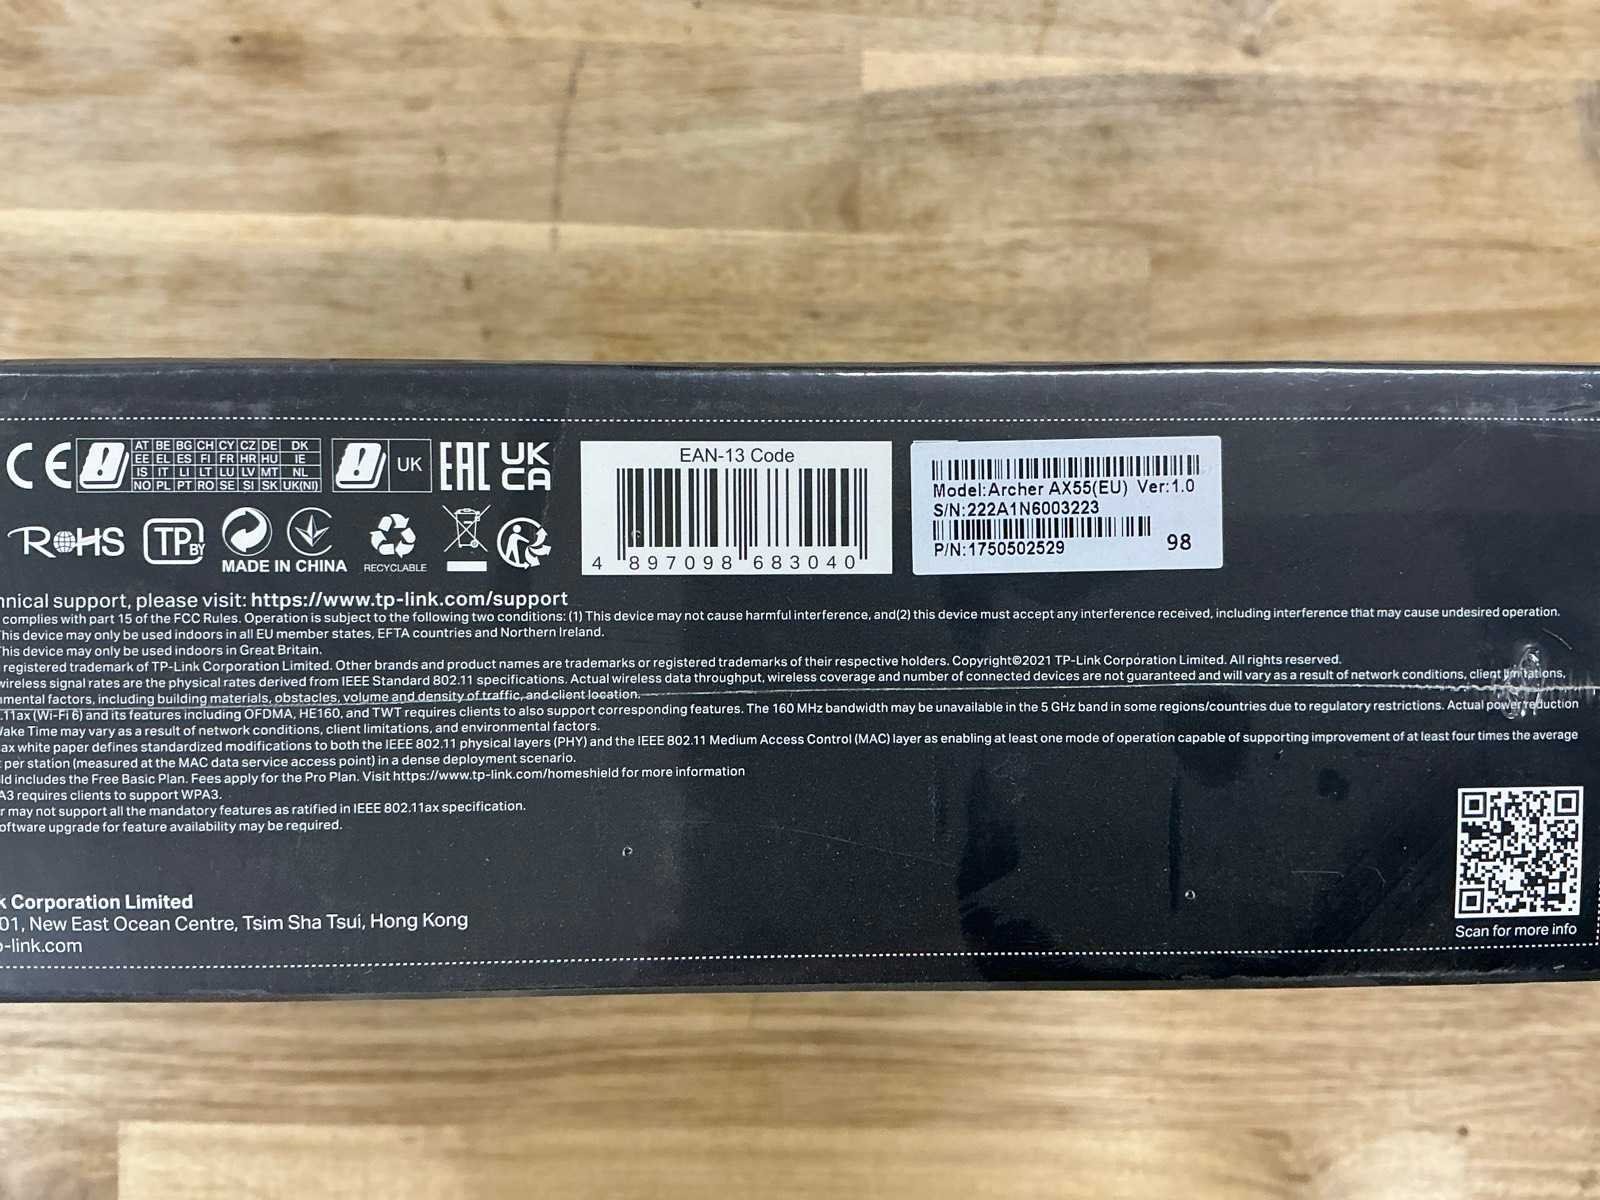 CE
AT BE BG CH CY CZ DE DK
EE EL ES FI FR HR HU IE
IS IT LI LT LU LV MT NL
NO PL PT RO SE SI SK UK(NI)
UK
EAC
UK
CA
RoHS
TP BY
MADE IN CHINA
RECYCLABLE
EAN-13 Code
4 897098 683040
Model:Archer AX55(EU) Ver:1.0
S/N:222A1N6003223
P/N:1750502529
98
hnical support, please visit: https://www.tp-link.com/support
complies with part 15 of the FCC Rules. Operation is subject to the following two conditions: (1) This device may not cause harmful interference, and(2) this device must accept any interference received, including interference that may cause undesired operation.
This device may only be used indoors in all EU member states, EFTA countries and Northern Ireland.
This device may only be used indoors in Great Britain.
registered trademark of TP-Link Corporation Limited. Other brands and product names are trademarks or registered trademarks of their respective holders. Copyright©2021 TP-Link Corporation Limited. All rights reserved.
wireless signal rates are the physical rates derived from IEEE Standard 802.11 specifications. Actual wireless data throughput, wireless coverage and number of connected devices are not guaranteed and will vary as a result of network conditions, client limitations,
mental factors, including building materials, obstacles, volume and density of traffic, and client location.
.11ax (Wi-Fi 6) and its features including OFDMA, HE160, and TWT requires clients to also support corresponding features. The 160 MHz bandwidth may be unavailable in the 5 GHz band in some regions/countries due to regulatory restrictions. Actual power reduction
Wake Time may vary as a result of network conditions, client limitations, and environmental factors.
ax white paper defines standardized modifications to both the IEEE 802.11 physical layers (PHY) and the IEEE 802.11 Medium Access Control (MAC) layer as enabling at least one mode of operation capable of supporting improvement of at least four times the average
per station (measured at the MAC data service access point) in a dense deployment scenario.
ld includes the Free Basic Plan. Fees apply for the Pro Plan. Visit https://www.tp-link.com/homeshield for more information
A3 requires clients to support WPA3.
r may not support all the mandatory features as ratified in IEEE 802.11ax specification.
oftware upgrade for feature availability may be required.
k Corporation Limited
01, New East Ocean Centre, Tsim Sha Tsui, Hong Kong
p-link.com
Scan for more info